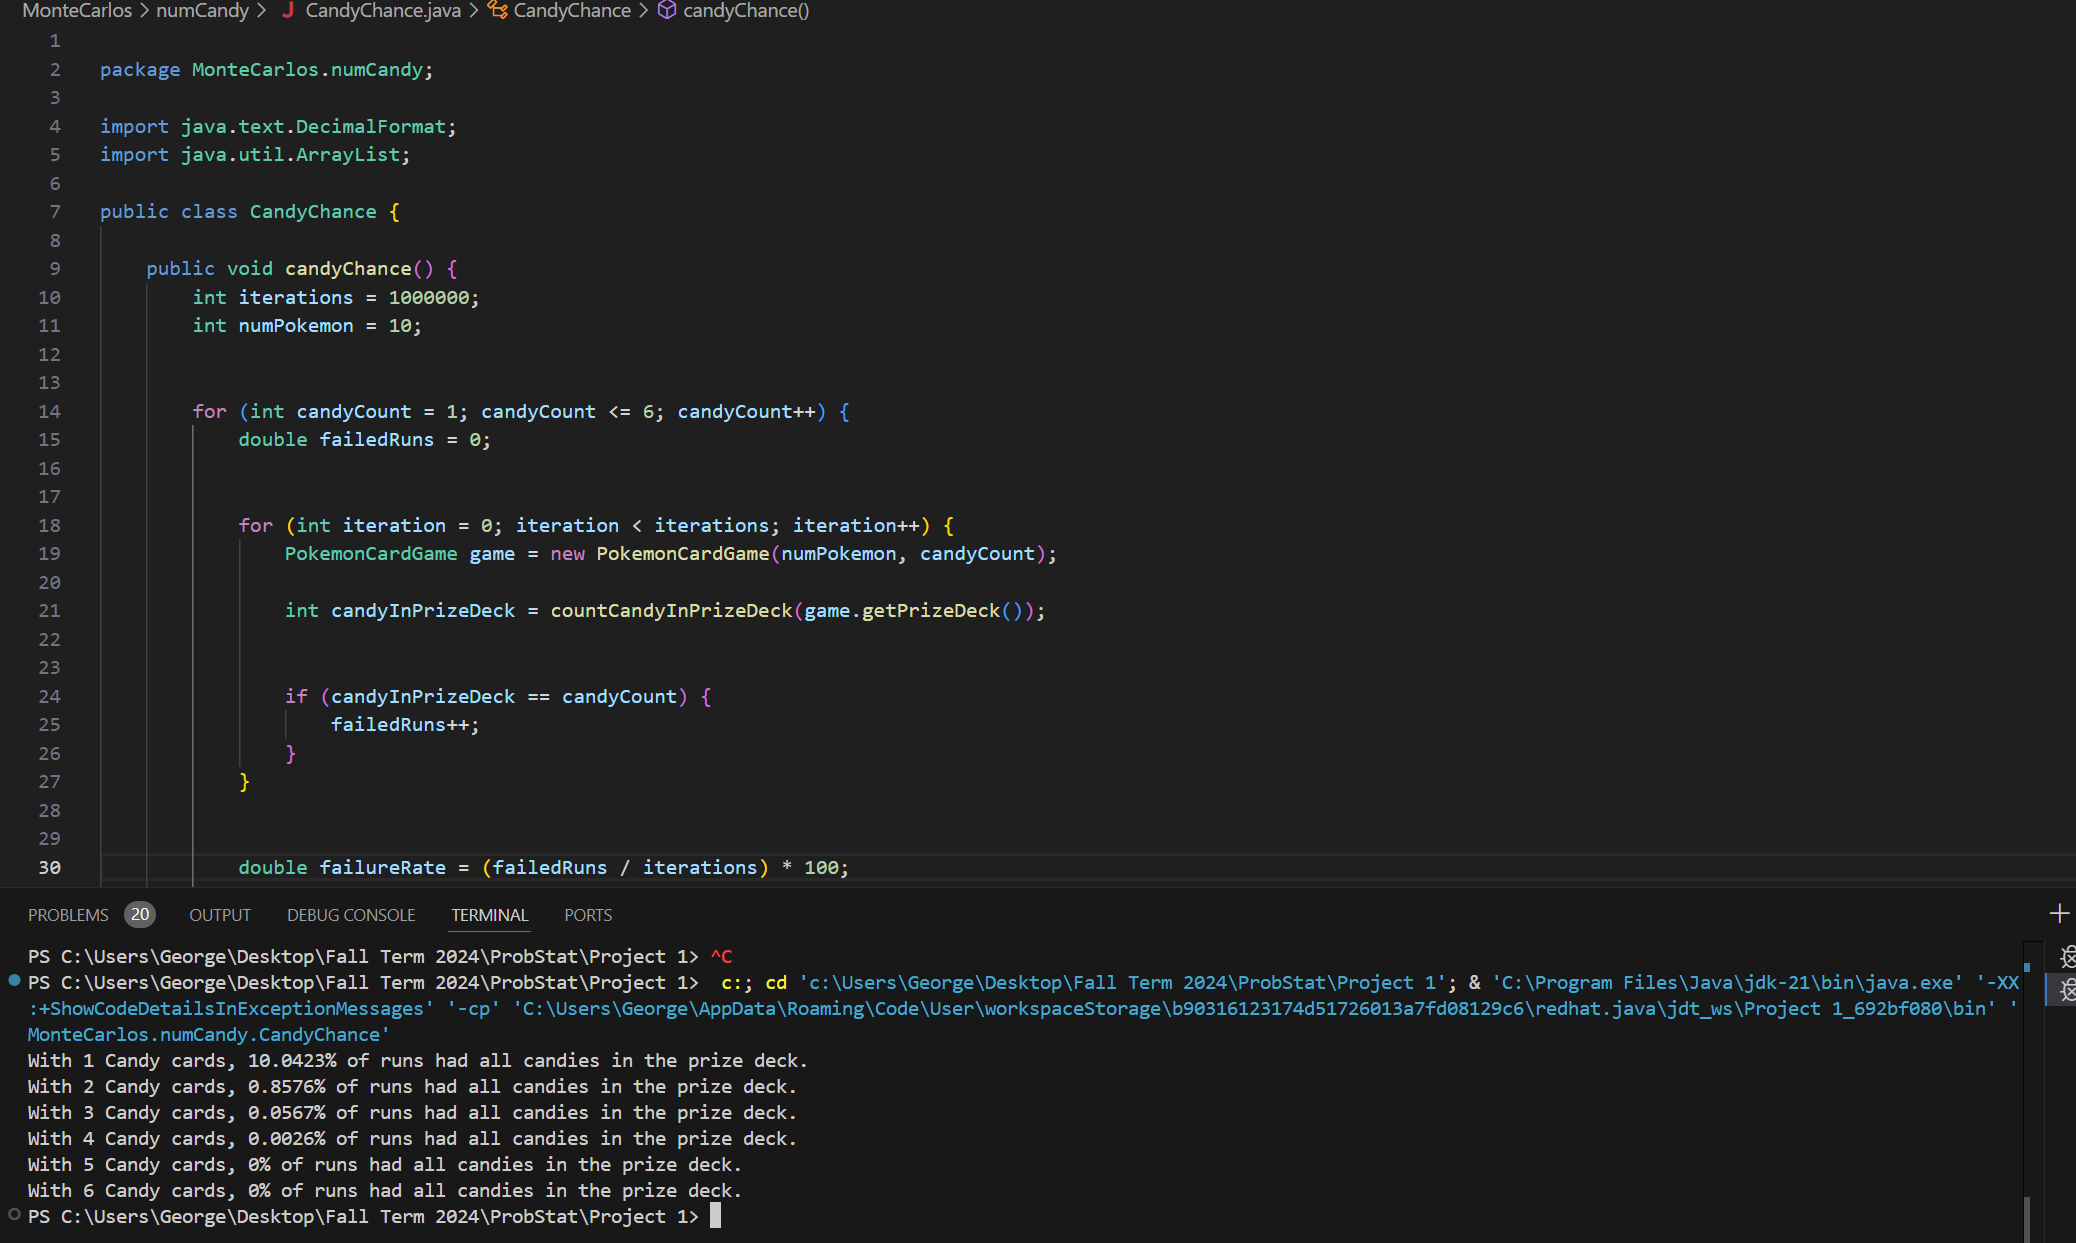 MonteCarlos > numCandy > J CandyChance.java > CandyChance > candyChance()
1
2 package MonteCarlos.numCandy;
3
4 import java.text.DecimalFormat;
5 import java.util.ArrayList;
6
7 public class CandyChance {
8
9 public void candyChance() {
10 int iterations = 1000000;
11 int numPokemon = 10;
12
13
14 for (int candyCount = 1; candyCount <= 6; candyCount++) {
15 double failedRuns = 0;
16
17
18 for (int iteration = 0; iteration < iterations; iteration++) {
19 PokemonCardGame game = new PokemonCardGame(numPokemon, candyCount);
20
21 int candyInPrizeDeck = countCandyInPrizeDeck(game.getPrizeDeck());
22
23
24 if (candyInPrizeDeck == candyCount) {
25 failedRuns++;
26 }
27 }
28
29
30 double failureRate = (failedRuns / iterations) * 100;
PROBLEMS 20 OUTPUT DEBUG CONSOLE TERMINAL PORTS
PS C:\Users\George\Desktop\Fall Term 2024\ProbStat\Project 1> ^C
PS C:\Users\George\Desktop\Fall Term 2024\ProbStat\Project 1> c:; cd 'c:\Users\George\Desktop\Fall Term 2024\ProbStat\Project 1'; & 'C:\Program Files\Java\jdk-21\bin\java.exe' '-XX
:+ShowCodeDetailsInExceptionMessages' '-cp' 'C:\Users\George\AppData\Roaming\Code\User\workspaceStorage\b90316123174d51726013a7fd08129c6\redhat.java\jdt_ws\Project 1_692bf080\bin' '
MonteCarlos.numCandy.CandyChance'
With 1 Candy cards, 10.0423% of runs had all candies in the prize deck.
With 2 Candy cards, 0.8576% of runs had all candies in the prize deck.
With 3 Candy cards, 0.0567% of runs had all candies in the prize deck.
With 4 Candy cards, 0.0026% of runs had all candies in the prize deck.
With 5 Candy cards, 0% of runs had all candies in the prize deck.
With 6 Candy cards, 0% of runs had all candies in the prize deck.
PS C:\Users\George\Desktop\Fall Term 2024\ProbStat\Project 1>